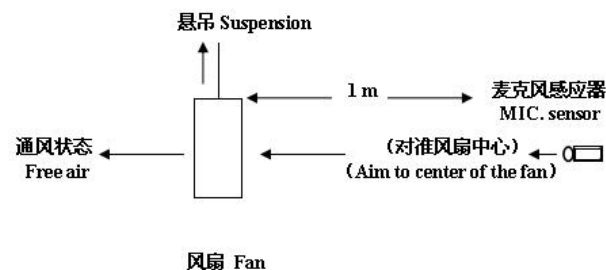 悬吊 Suspension
1 m
麦克风感应器
MIC. sensor
通风状态
Free air
(对准风扇中心)
(Aim to center of the fan)
风扇 Fan